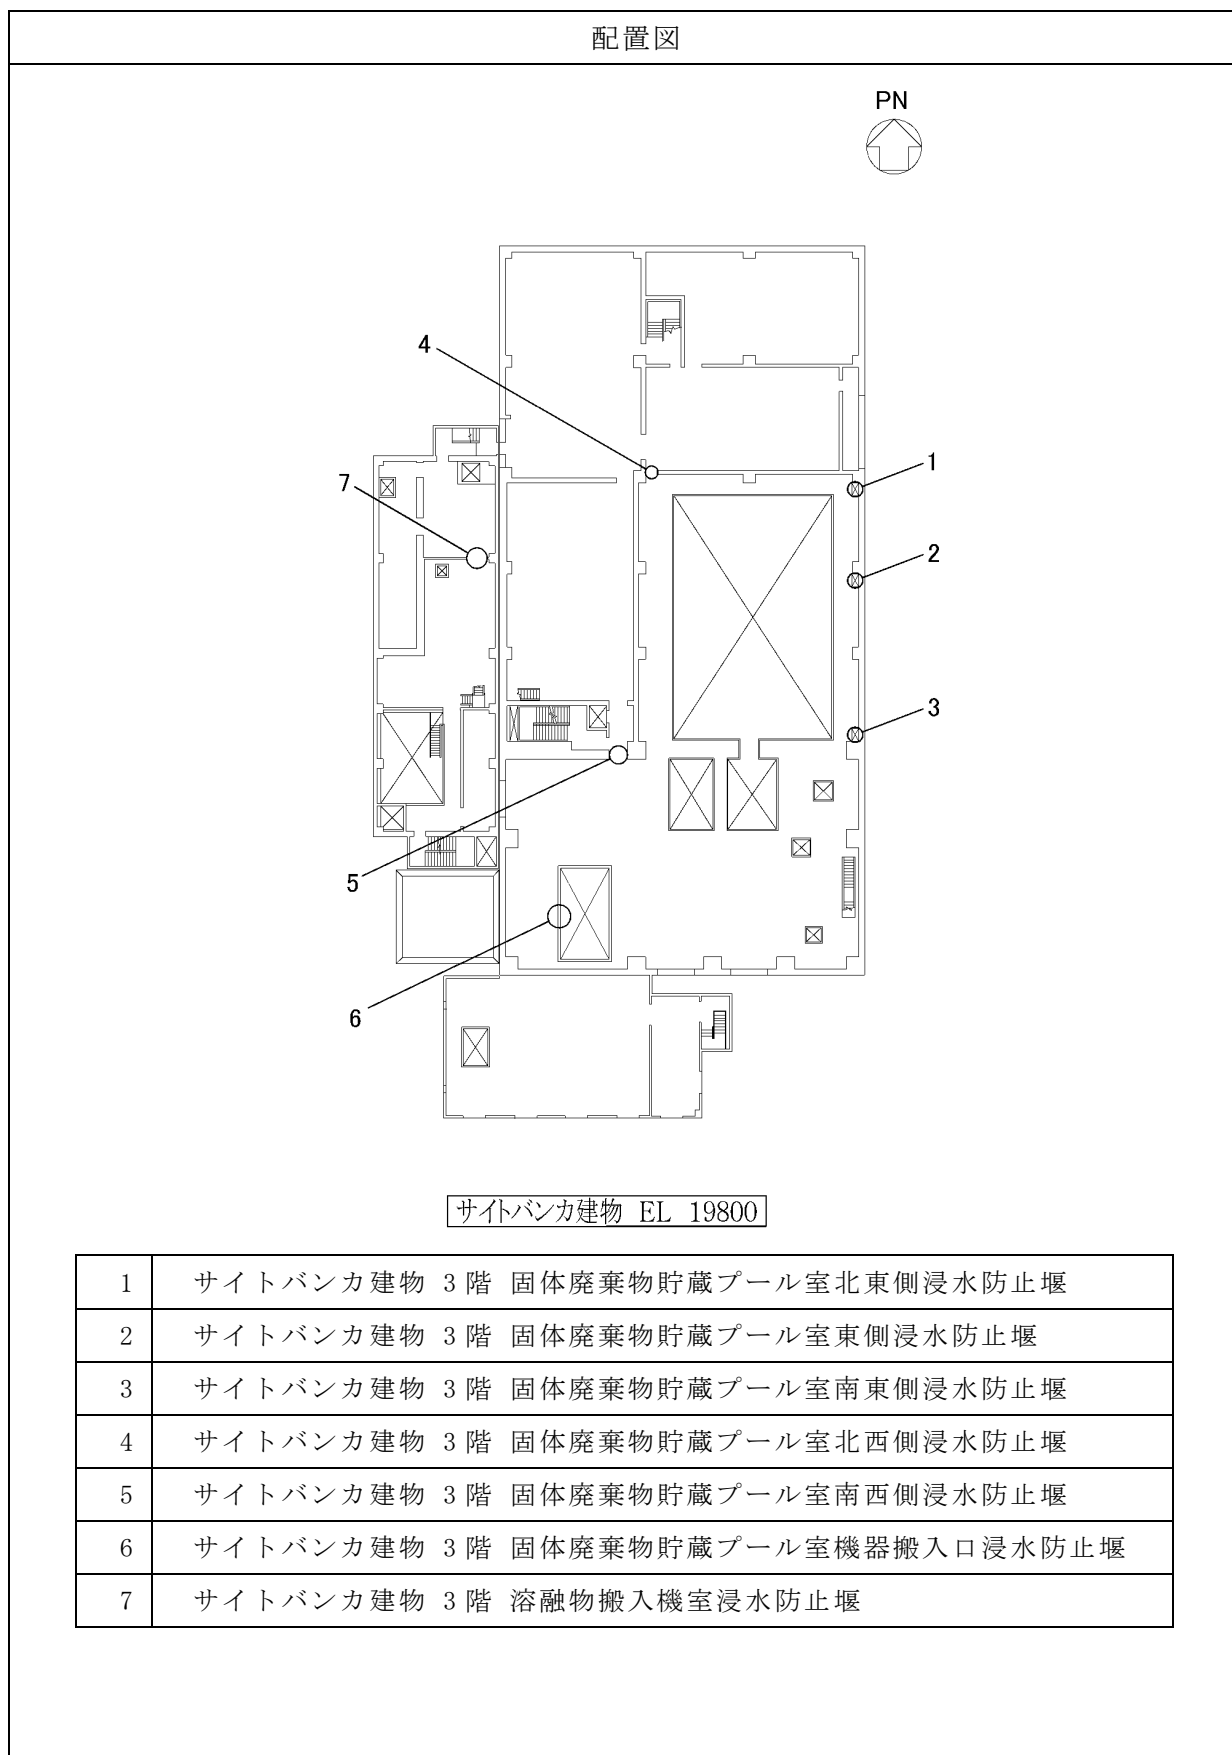 配置図
PN
4
1
7
2
3
5
6
サイトバンカ建物 EL 19800
1 サイトバンカ建物 3階 固体廃棄物貯蔵プール室北東側浸水防止堰
2 サイトバンカ建物 3階 固体廃棄物貯蔵プール室東側浸水防止堰
3 サイトバンカ建物 3階 固体廃棄物貯蔵プール室南東側浸水防止堰
4 サイトバンカ建物 3階 固体廃棄物貯蔵プール室北西側浸水防止堰
5 サイトバンカ建物 3階 固体廃棄物貯蔵プール室南西側浸水防止堰
6 サイトバンカ建物 3階 固体廃棄物貯蔵プール室機器搬入口浸水防止堰
7 サイトバンカ建物 3階 溶融物搬入機室浸水防止堰